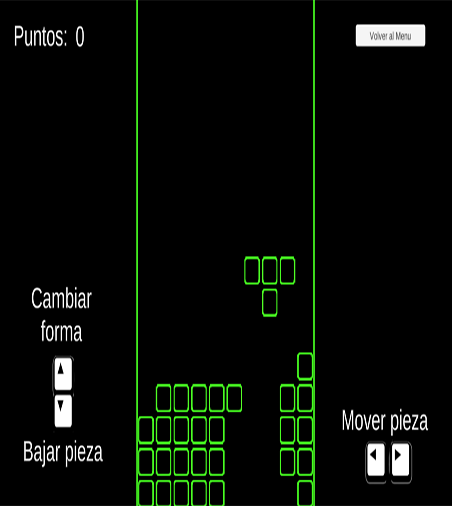 Puntos: 0
Volver al Menu
Cambiar
forma
Bajar pieza
Mover pieza